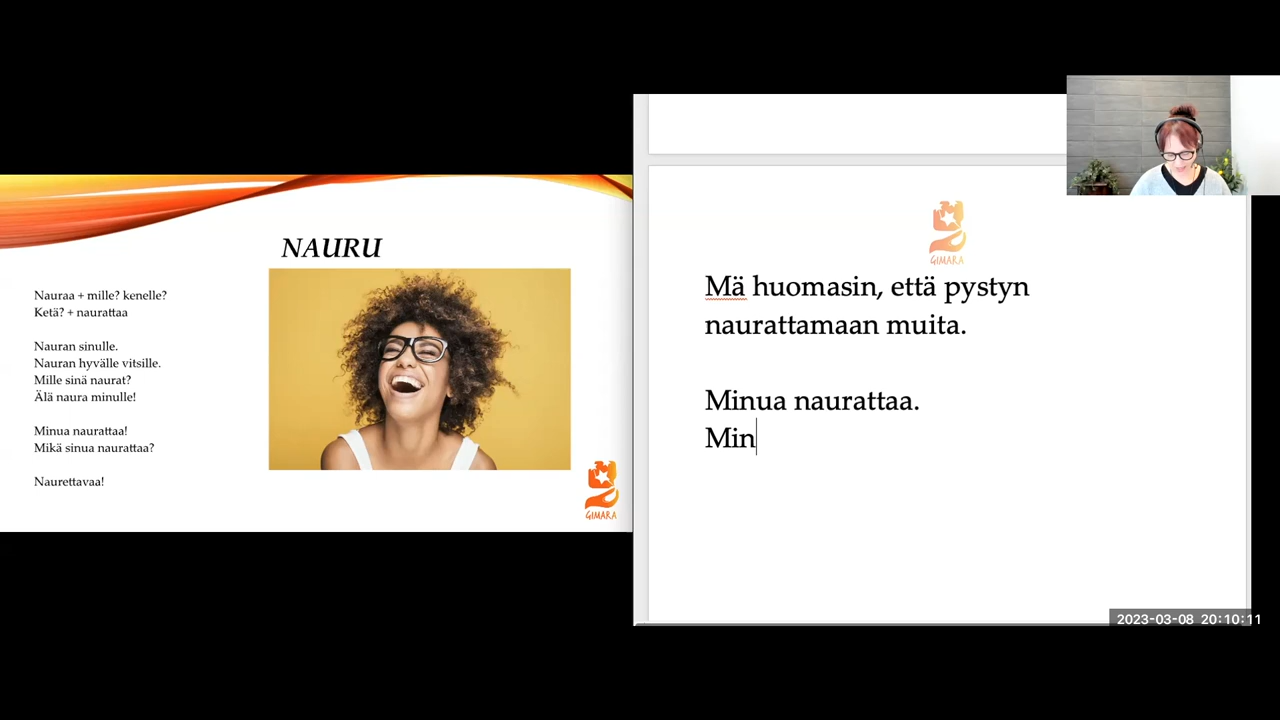 NAURU
Nauraa + mille? kenelle?
Ketä? + naurattaa
Nauran sinulle.
Nauran hyvälle vitsille.
Mille sinä naurat?
Älä naura minulle!
Minua naurattaa!
Mikä sinua naurattaa?
Naurettavaa!
GIMARA
GIMARA
Mä huomasin, että pystyn
naurattamaan muita.
Minua naurattaa.
Min
2023-03-08 20:10:11